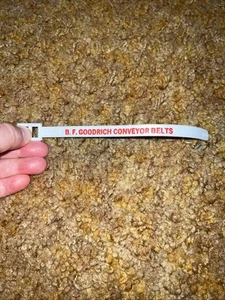 B. F. GOODRICH CONVEYOR BELTS